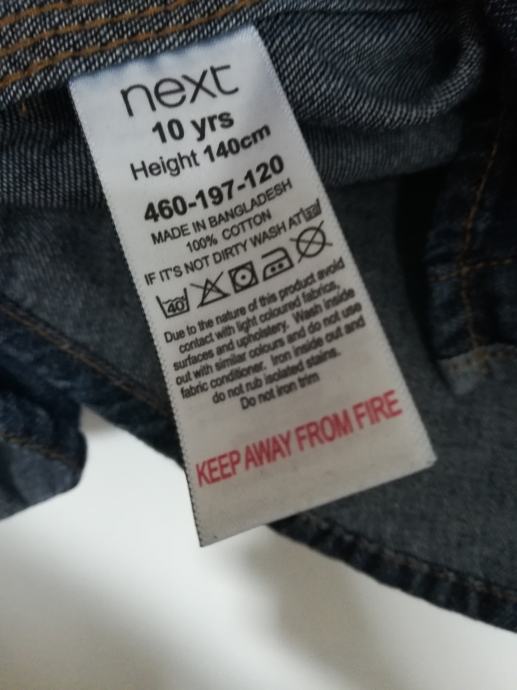 next
10 yrs
Height 140cm
460-197-120
MADE IN BANGLADESH
100% COTTON
IF IT'S NOT DIRTY WASH AT
40
Due to the nature of this product avoid
contact with light coloured fabrics,
surfaces and upholstery. Wash inside
out with similar colours and do not use
fabric conditioner. Iron inside out and
do not rub isolated stains.
Do not iron trim
KEEP AWAY FROM FIRE